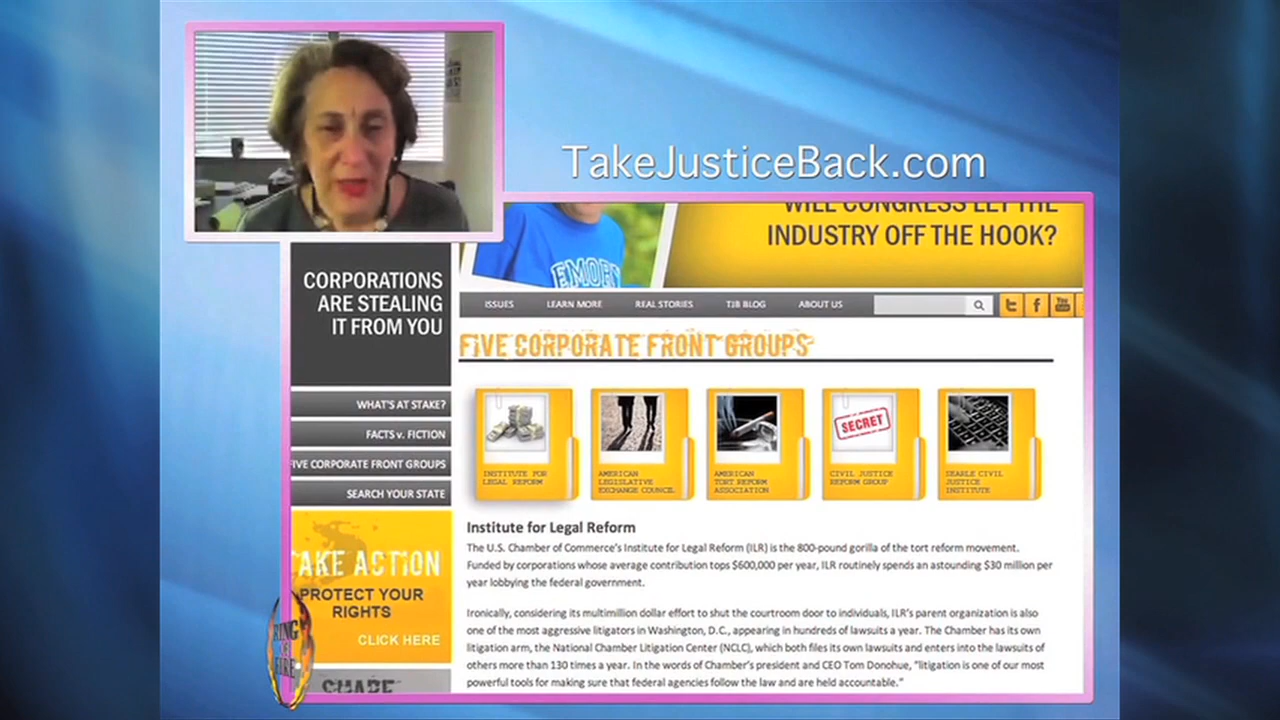 TakeJusticeBack.com
WILL CONGRESS LET THE
INDUSTRY OFF THE HOOK?
EMORY
CORPORATIONS
ARE STEALING
IT FROM YOU
ISSUES LEARN MORE REAL STORIES TJB BLOG ABOUT US
FIVE CORPORATE FRONT GROUPS
WHAT'S AT STAKE?
FACTS v. FICTION
FIVE CORPORATE FRONT GROUPS
SEARCH YOUR STATE
SECRET
INSTITUTE FOR
LEGAL REFORM
AMERICAN
LEGISLATIVE
EXCHANGE COUNCIL
AMERICAN
TORT REFORM
ASSOCIATION
CIVIL JUSTICE
REFORM GROUP
SEARLE CIVIL
JUSTICE
INSTITUTE
TAKE ACTION
PROTECT YOUR
RIGHTS
CLICK HERE
SHARE
Institute for Legal Reform
The U.S. Chamber of Commerce's Institute for Legal Reform (ILR) is the 800-pound gorilla of the tort reform movement.
Funded by corporations whose average contribution tops $600,000 per year, ILR routinely spends an astounding $30 million per
year lobbying the federal government.
Ironically, considering its multimillion dollar effort to shut the courtroom door to individuals, ILR's parent organization is also
one of the most aggressive litigators in Washington, D.C., appearing in hundreds of lawsuits a year. The Chamber has its own
litigation arm, the National Chamber Litigation Center (NCLC), which both files its own lawsuits and enters into the lawsuits of
others more than 130 times a year. In the words of Chamber's president and CEO Tom Donohue, "litigation is one of our most
powerful tools for making sure that federal agencies follow the law and are held accountable."
RING
OF
FIRE